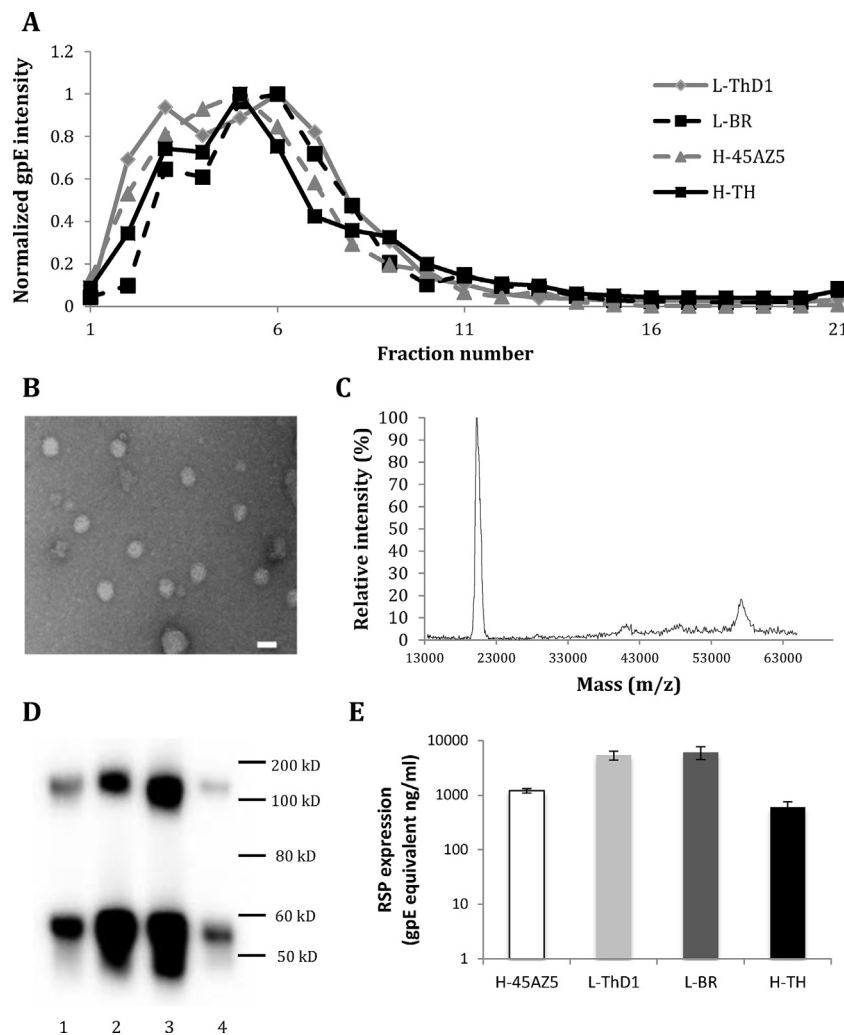 A
Normalized gpE intensity
1.2
1
0.8
0.6
0.4
0.2
0
1 6 11 16 21
Fraction number
L-ThD1
L-BR
H-45AZ5
H-TH
B
C
Relative intensity (%)
100
90
80
70
60
50
40
30
20
10
0
13000 23000 33000 43000 53000 63000
Mass (m/z)
D
200 kD
100 kD
80 kD
60 kD
50 kD
1 2 3 4
E
RSP expression
(gpE equivalent ng/ml)
10000
1000
100
10
1
H-45AZ5 L-ThD1 L-BR H-TH